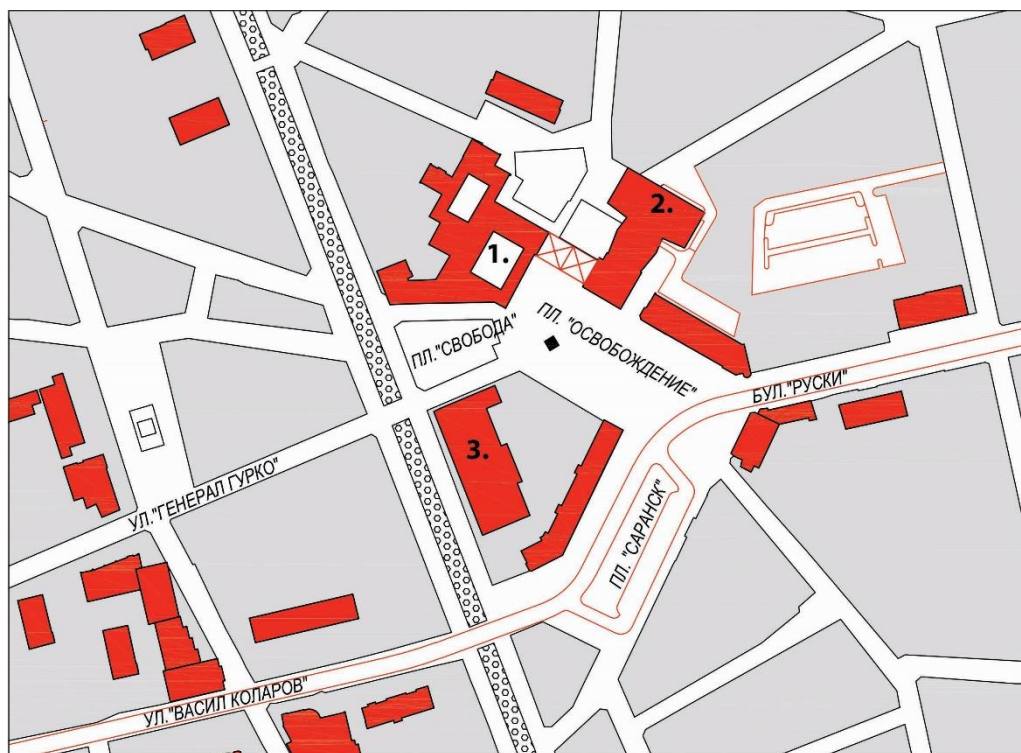 2.
1.
ПЛ."СВОБОДА"
ПЛ. "ОСВОБОЖДЕНИЕ"
БУЛ."РУСКИ"
3.
УЛ."ГЕНЕРАЛ ГУРКО"
ПЛ."САРАНСК"
УЛ."ВАСИЛ КОЛАРОВ"